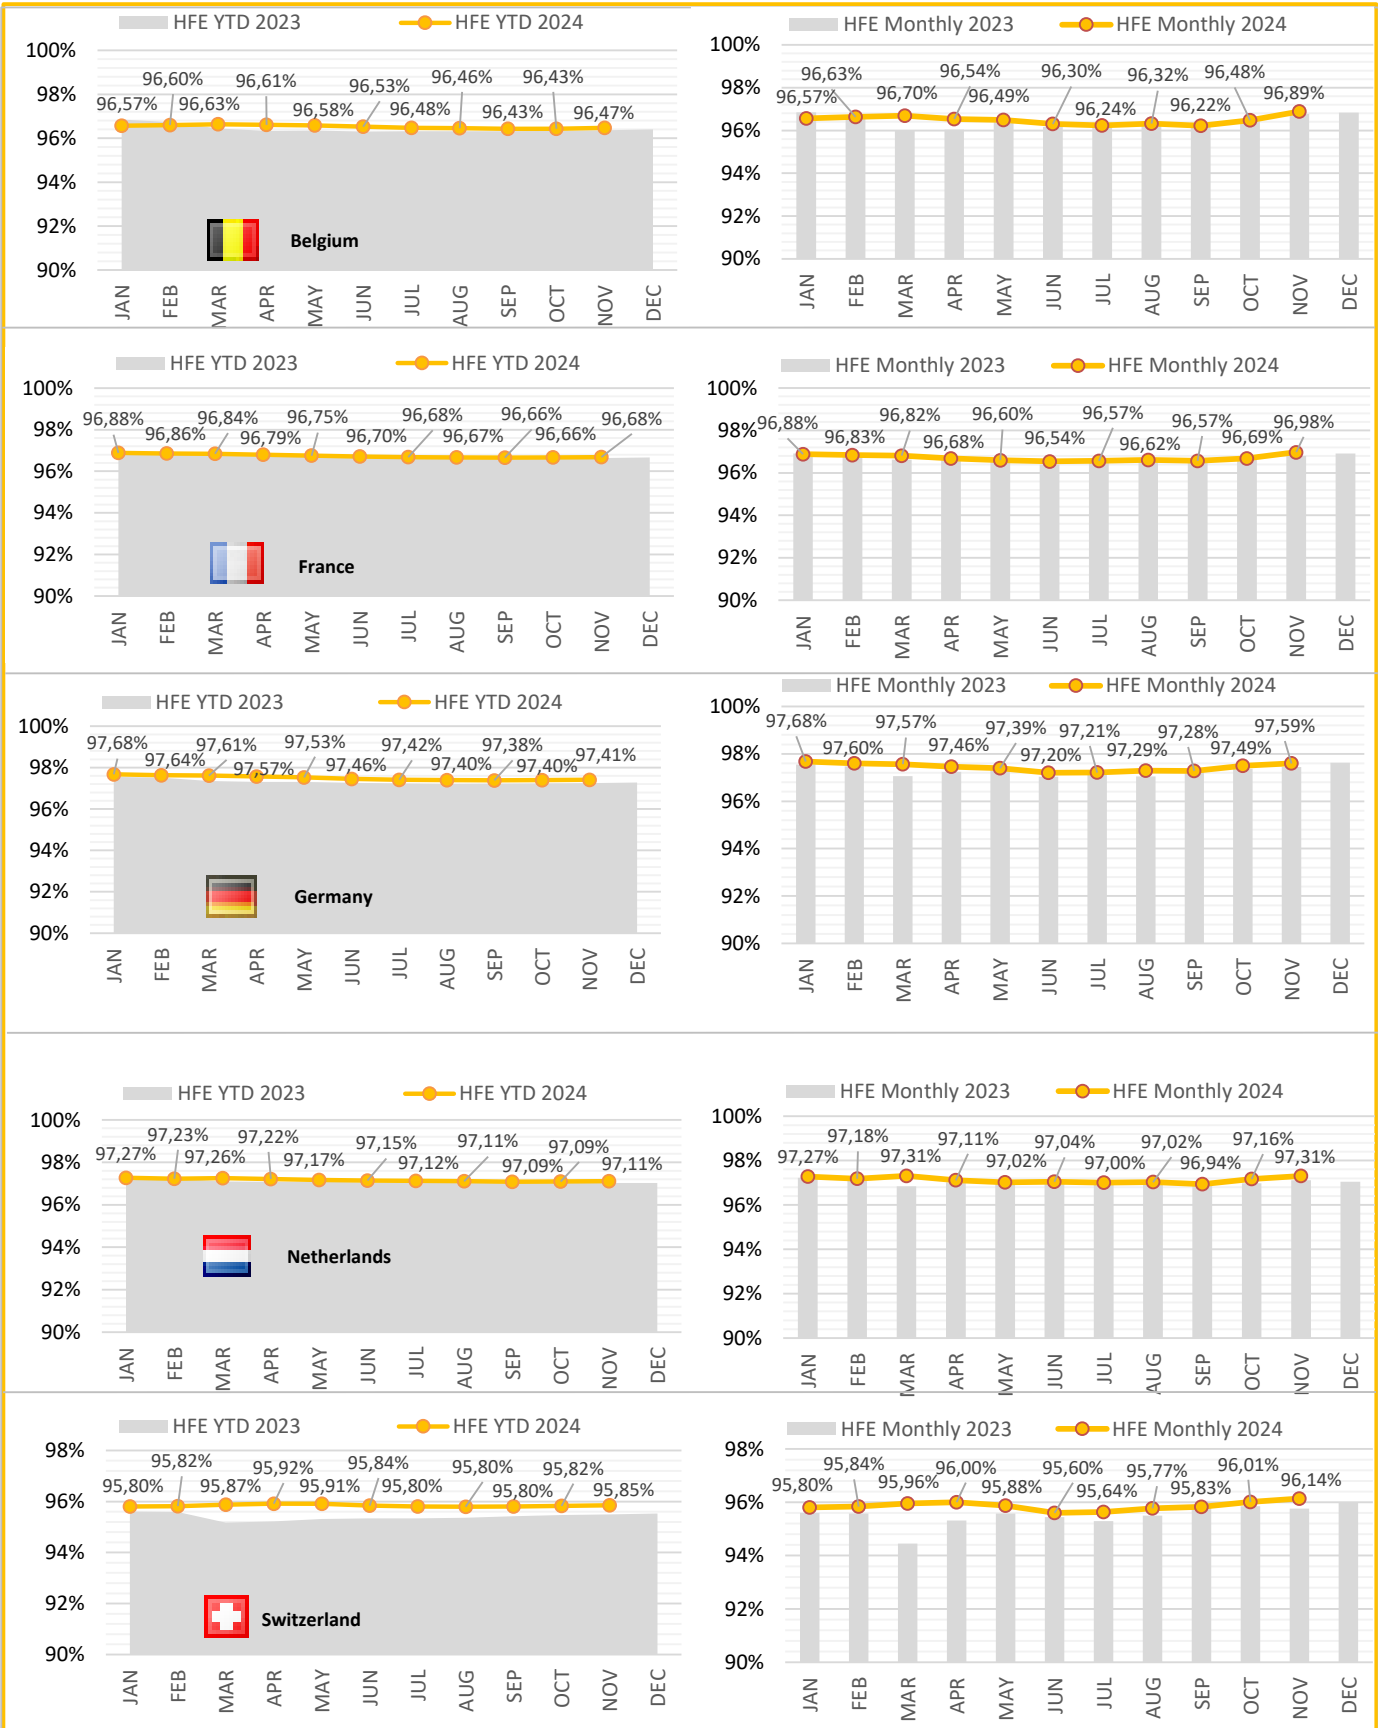 HFE YTD 2023 HFE YTD 2024
100%
98%
96%
94%
92%
90%
96,57% 96,60% 96,63% 96,61% 96,58% 96,53% 96,48% 96,46% 96,43% 96,43% 96,47%
Belgium
JAN FEB MAR APR MAY JUN JUL AUG SEP OCT NOV DEC
HFE Monthly 2023 HFE Monthly 2024
100%
98%
96%
94%
92%
90%
96,57% 96,63% 96,70% 96,54% 96,49% 96,30% 96,24% 96,32% 96,22% 96,48% 96,89%
JAN FEB MAR APR MAY JUN JUL AUG SEP OCT NOV DEC
HFE YTD 2023 HFE YTD 2024
100%
98%
96%
94%
92%
90%
96,88% 96,86% 96,84% 96,79% 96,75% 96,70% 96,68% 96,67% 96,66% 96,66% 96,68%
France
JAN FEB MAR APR MAY JUN JUL AUG SEP OCT NOV DEC
HFE Monthly 2023 HFE Monthly 2024
100%
98%
96%
94%
92%
90%
96,88% 96,83% 96,82% 96,68% 96,60% 96,54% 96,57% 96,62% 96,57% 96,69% 96,98%
JAN FEB MAR APR MAY JUN JUL AUG SEP OCT NOV DEC
HFE YTD 2023 HFE YTD 2024
100%
98%
96%
94%
92%
90%
97,68% 97,64% 97,61% 97,57% 97,53% 97,46% 97,42% 97,40% 97,38% 97,40% 97,41%
Germany
JAN FEB MAR APR MAY JUN JUL AUG SEP OCT NOV DEC
HFE Monthly 2023 HFE Monthly 2024
100%
98%
96%
94%
92%
90%
97,68% 97,60% 97,57% 97,46% 97,39% 97,20% 97,21% 97,29% 97,28% 97,49% 97,59%
JAN FEB MAR APR MAY JUN JUL AUG SEP OCT NOV DEC
HFE YTD 2023 HFE YTD 2024
100%
98%
96%
94%
92%
90%
97,27% 97,23% 97,26% 97,22% 97,17% 97,15% 97,12% 97,11% 97,09% 97,09% 97,11%
Netherlands
JAN FEB MAR APR MAY JUN JUL AUG SEP OCT NOV DEC
HFE Monthly 2023 HFE Monthly 2024
100%
98%
96%
94%
92%
90%
97,27% 97,18% 97,31% 97,11% 97,02% 97,04% 97,00% 97,02% 96,94% 97,16% 97,31%
JAN FEB MAR APR MAY JUN JUL AUG SEP OCT NOV DEC
HFE YTD 2023 HFE YTD 2024
98%
96%
94%
92%
90%
95,80% 95,82% 95,87% 95,92% 95,91% 95,84% 95,80% 95,80% 95,80% 95,82% 95,85%
Switzerland
JAN FEB MAR APR MAY JUN JUL AUG SEP OCT NOV DEC
HFE Monthly 2023 HFE Monthly 2024
98%
96%
94%
92%
90%
95,80% 95,84% 95,96% 96,00% 95,88% 95,60% 95,64% 95,77% 95,83% 96,01% 96,14%
JAN FEB MAR APR MAY JUN JUL AUG SEP OCT NOV DEC